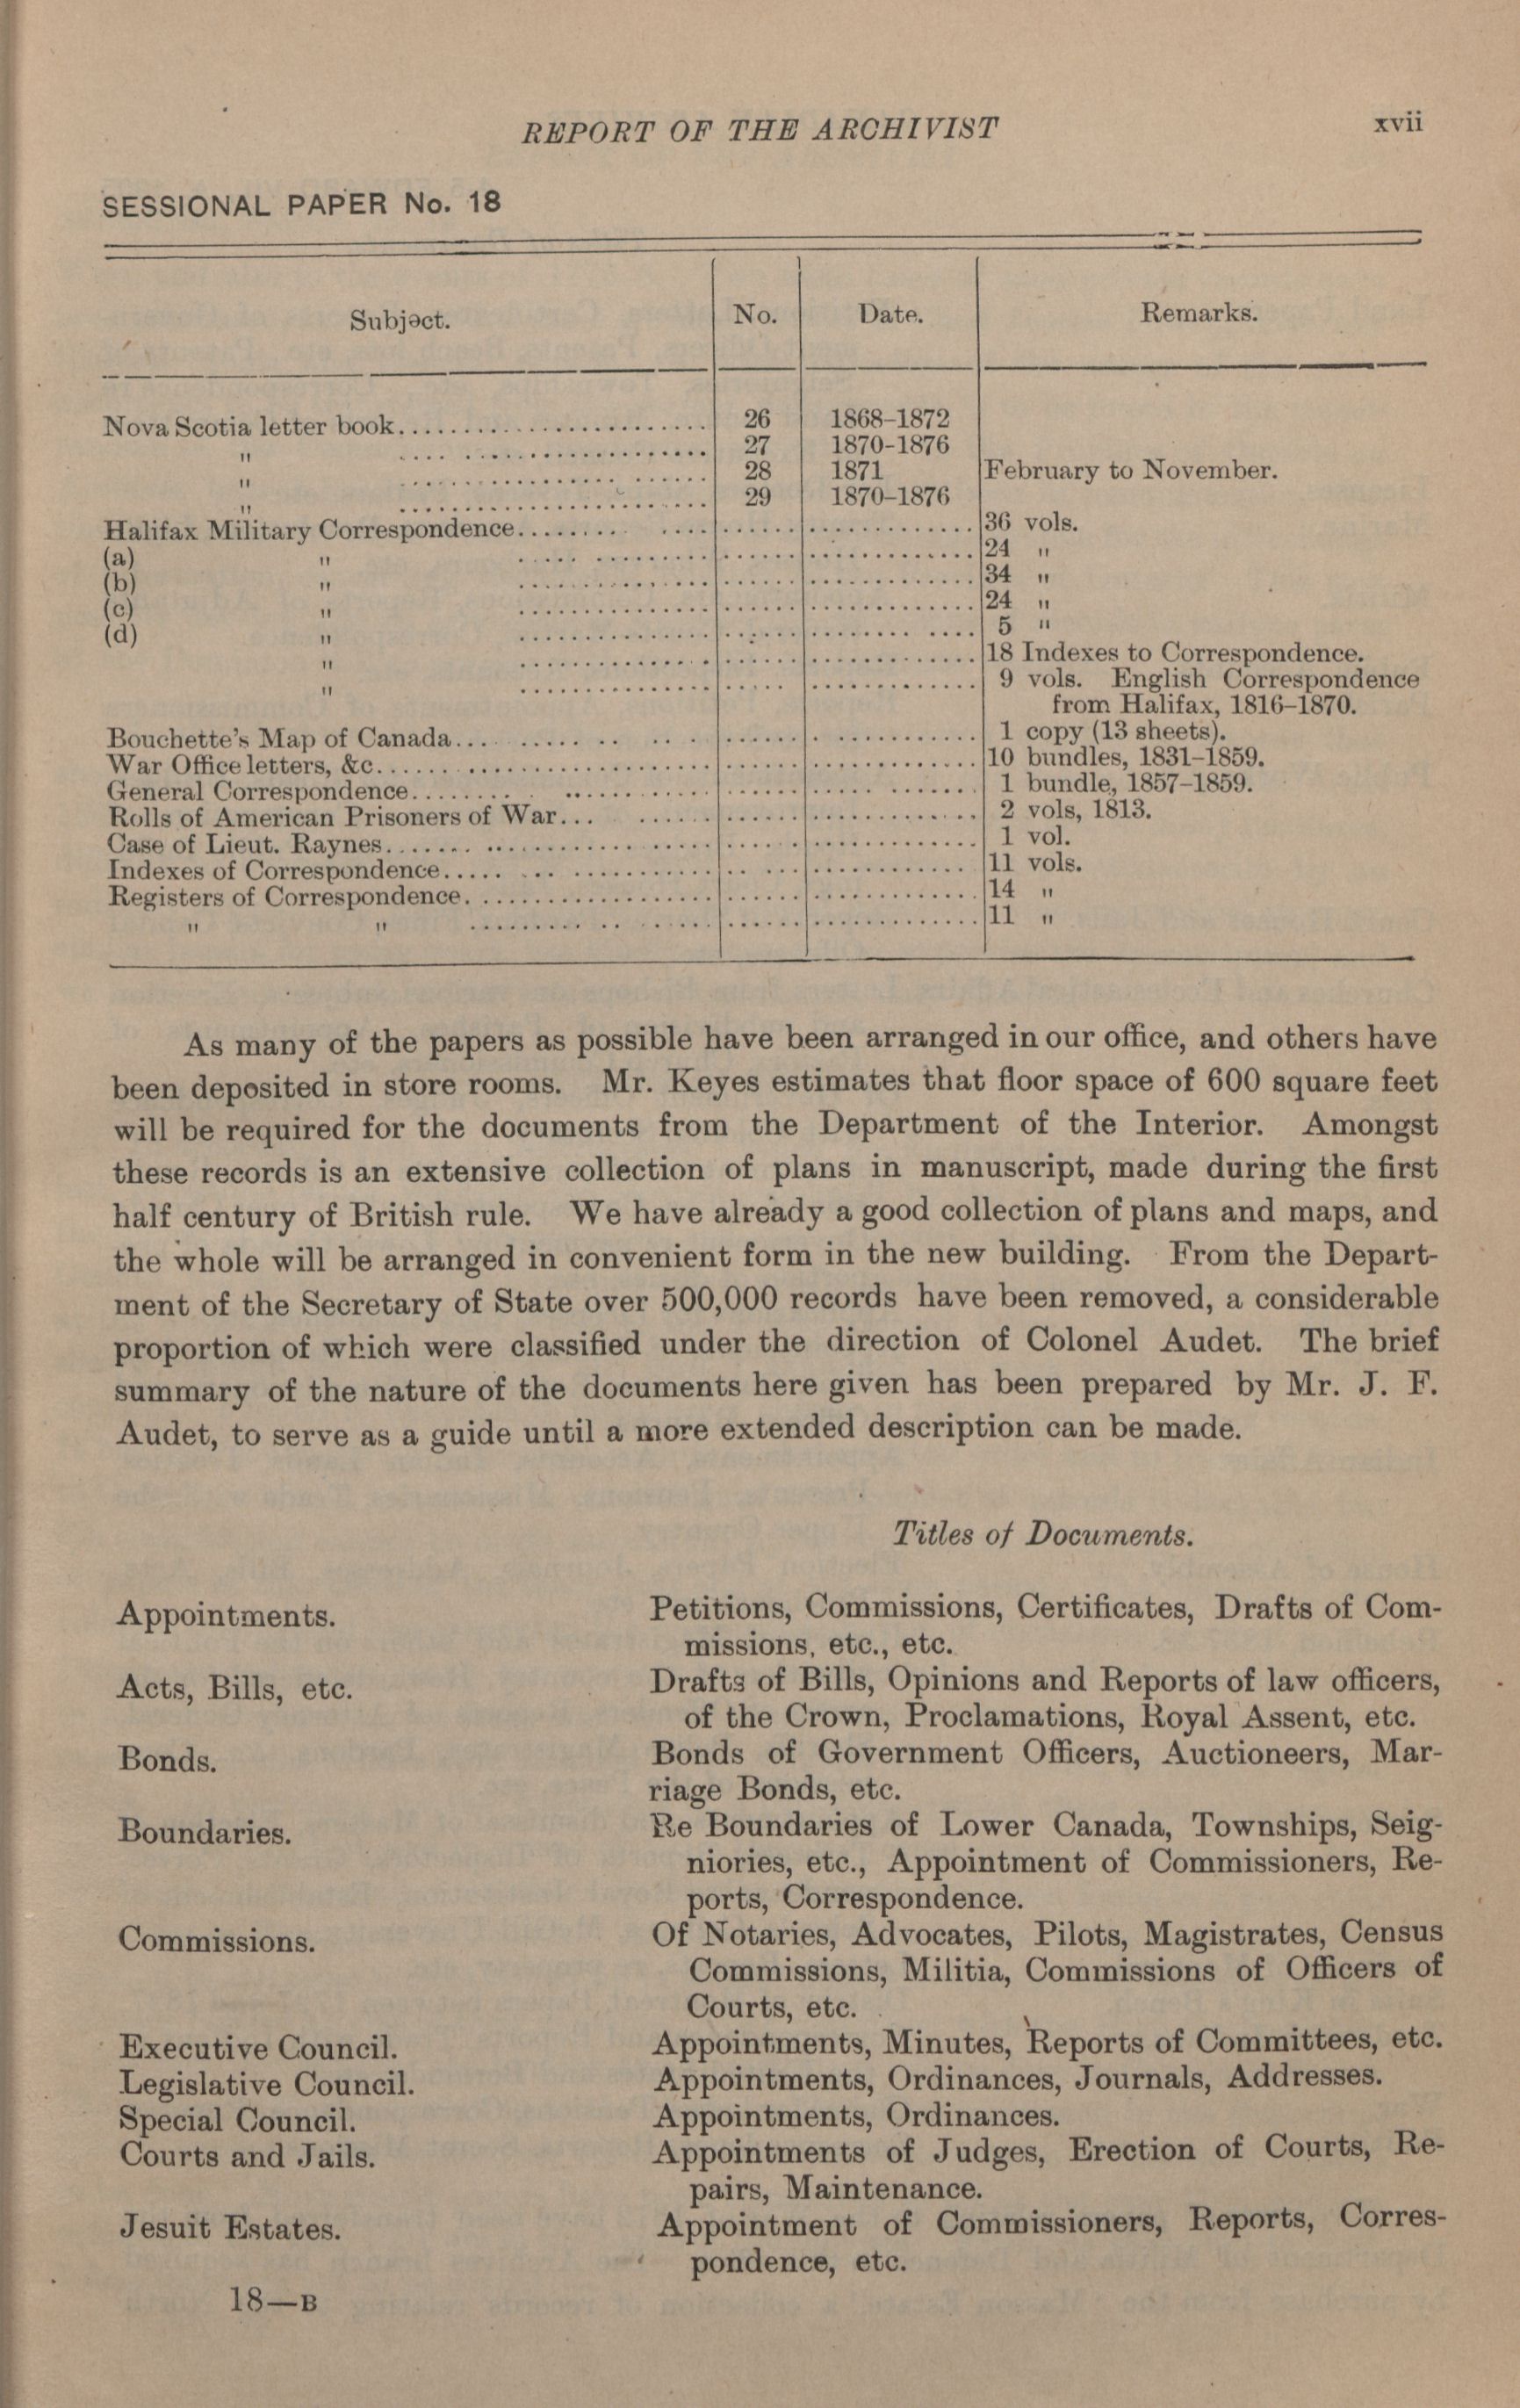 REPORT OF THE ARCHIVIST xvii
SESSIONAL PAPER No. 18
Subject. No. Date. Remarks.
Nova Scotia letter book........................ 26 1868–1872
" ........................ 27 1870-1876
" ........................ 28 1871 February to November.
" ........................ 29 1870–1876
Halifax Military Correspondence........................ 36 vols.
(a) " ........................ 24 "
(b) " ........................ 34 "
(c) " ........................ 24 "
(d) " ........................ 5 "
" ........................ 18 Indexes to Correspondence.
" ........................ 9 vols. English Correspondence
from Halifax, 1816–1870.
Bouchette's Map of Canada........................ 1 copy (13 sheets).
War Office letters, &c........................ 10 bundles, 1831–1859.
General Correspondence........................ 1 bundle, 1857–1859.
Rolls of American Prisoners of War........................ 2 vols, 1813.
Case of Lieut. Raynes........................ 1 vol.
Indexes of Correspondence........................ 11 vols.
Registers of Correspondence........................ 14 "
" " ........................ 11 "
As many of the papers as possible have been arranged in our office, and others have
been deposited in store rooms. Mr. Keyes estimates that floor space of 600 square feet
will be required for the documents from the Department of the Interior. Amongst
these records is an extensive collection of plans in manuscript, made during the first
half century of British rule. We have already a good collection of plans and maps, and
the whole will be arranged in convenient form in the new building. From the Depart-
ment of the Secretary of State over 500,000 records have been removed, a considerable
proportion of which were classified under the direction of Colonel Audet. The brief
summary of the nature of the documents here given has been prepared by Mr. J. F.
Audet, to serve as a guide until a more extended description can be made.
Titles of Documents.
Appointments. Petitions, Commissions, Certificates, Drafts of Com-
missions, etc., etc.
Acts, Bills, etc. Drafts of Bills, Opinions and Reports of law officers,
of the Crown, Proclamations, Royal Assent, etc.
Bonds. Bonds of Government Officers, Auctioneers, Mar-
riage Bonds, etc.
Boundaries. Re Boundaries of Lower Canada, Townships, Seig-
niories, etc., Appointment of Commissioners, Re-
ports, Correspondence.
Commissions. Of Notaries, Advocates, Pilots, Magistrates, Census
Commissions, Militia, Commissions of Officers of
Courts, etc.
Executive Council. Appointments, Minutes, Reports of Committees, etc.
Legislative Council. Appointments, Ordinances, Journals, Addresses.
Special Council. Appointments, Ordinances.
Courts and Jails. Appointments of Judges, Erection of Courts, Re-
pairs, Maintenance.
Jesuit Estates. Appointment of Commissioners, Reports, Corres-
pondence, etc.
18—B